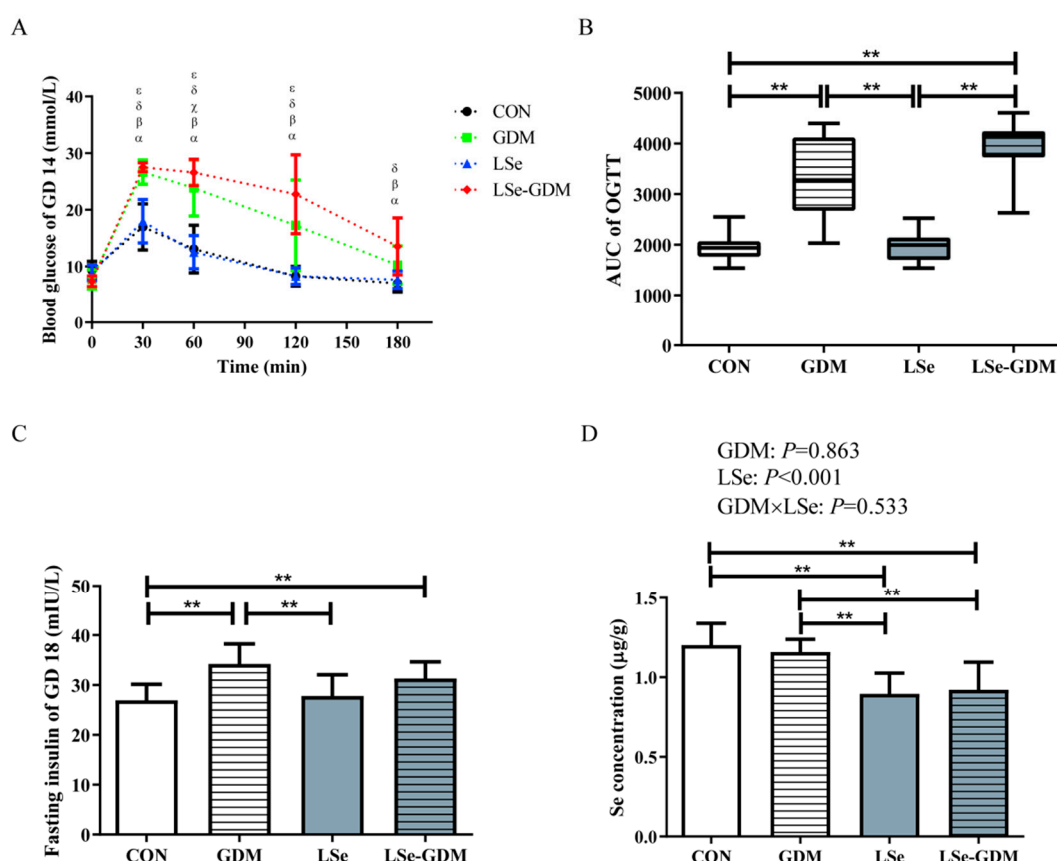 A
Blood glucose of GD 14 (mmol/L)
40
30
20
10
0
ε
δ
β
α
ε
δ
χ
β
α
ε
δ
β
α
δ
β
α
0 30 60 90 120 150 180
Time (min)
CON
GDM
LSe
LSe-GDM
B
AUC of OGTT
5000
4000
3000
2000
1000
0
**
** ** **
CON GDM LSe LSe-GDM
C
Fasting insulin of GD 18 (mIU/L)
50
40
30
20
10
0
**
** **
CON GDM LSe LSe-GDM
D
GDM: P=0.863
LSe: P<0.001
GDM×LSe: P=0.533
Se concentration (µg/g)
1.5
1.0
0.5
0.0
**
**
**
**
CON GDM LSe LSe-GDM